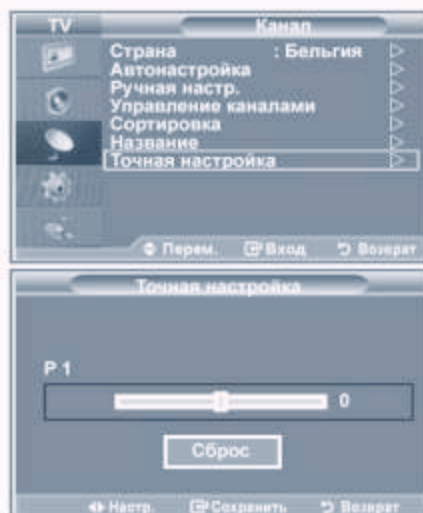 TV Канал
Страна : Бельгия
Автонастройка
Ручная настр.
Управление каналами
Сортировка
Название
Точная настройка
Перем. Вход Возврат
Точная настройка
P 1
0
Сброс
Настр. Сохранить Возврат